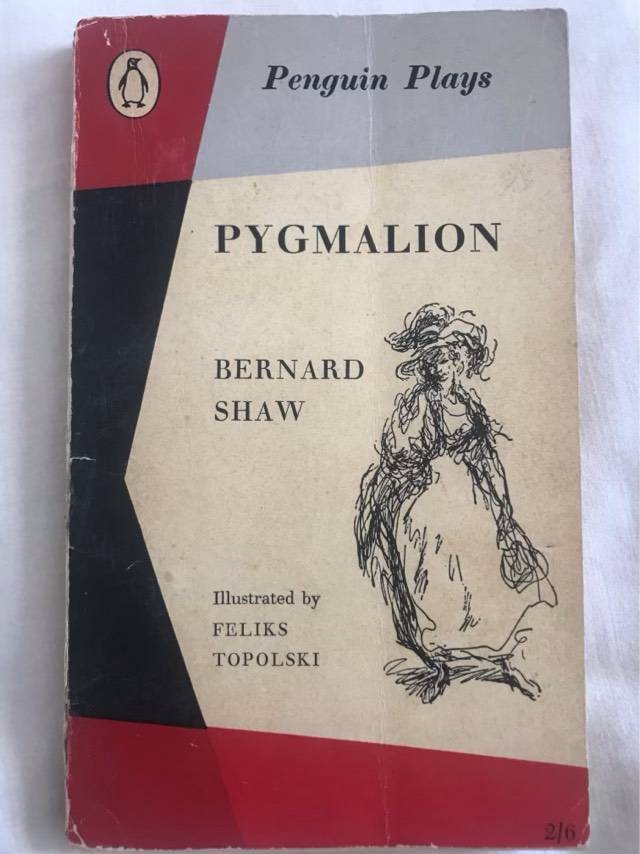 Penguin Plays
PYGMALION
BERNARD
SHAW
Illustrated by
FELIKS
TOPOLSKI
2/6